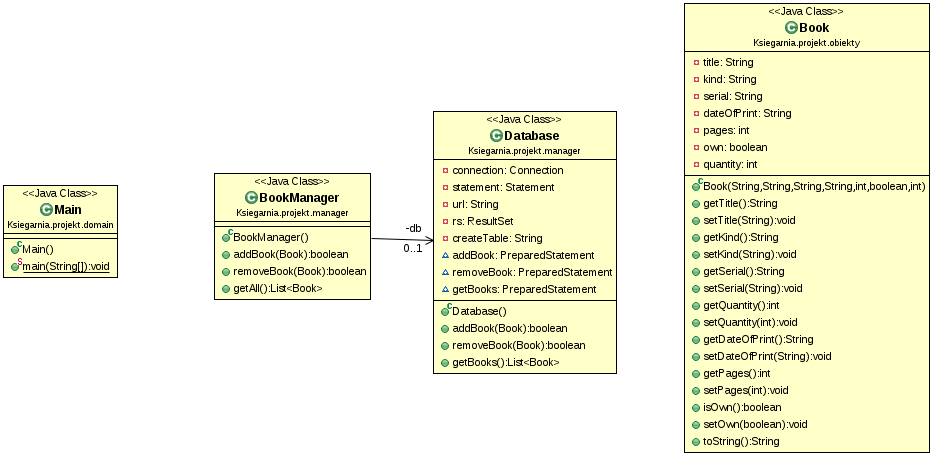 <<Java Class>>
Main
Ksiegarnia.projekt.domain
Main()
main(String[]):void
<<Java Class>>
BookManager
Ksiegarnia.projekt.manager
BookManager()
addBook(Book):boolean
removeBook(Book):boolean
getAll():List<Book>
-db
0..1
<<Java Class>>
Database
Ksiegarnia.projekt.manager
connection: Connection
statement: Statement
url: String
rs: ResultSet
createTable: String
addBook: PreparedStatement
removeBook: PreparedStatement
getBooks: PreparedStatement
Database()
addBook(Book):boolean
removeBook(Book):boolean
getBooks():List<Book>
<<Java Class>>
Book
Ksiegarnia.projekt.obiekty
title: String
kind: String
serial: String
dateOfPrint: String
pages: int
own: boolean
quantity: int
Book(String,String,String,String,int,boolean,int)
getTitle():String
setTitle(String):void
getKind():String
setKind(String):void
getSerial():String
setSerial(String):void
getQuantity():int
setQuantity(int):void
getDateOfPrint():String
setDateOfPrint(String):void
getPages():int
setPages(int):void
isOwn():boolean
setOwn(boolean):void
toString():String